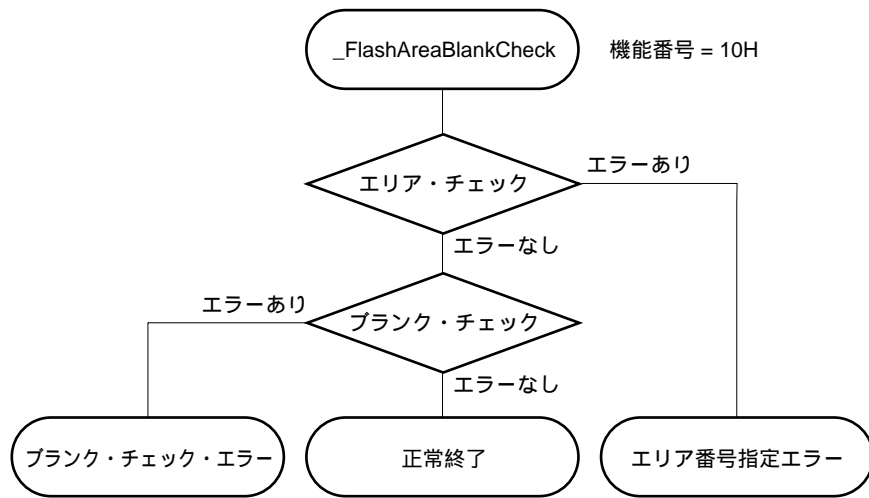 _FlashAreaBlankCheck
機能番号 = 10H
エリア・チェック
エラーあり
エラーなし
エラーあり
ブランク・チェック
エラーなし
ブランク・チェック・エラー
正常終了
エリア番号指定エラー